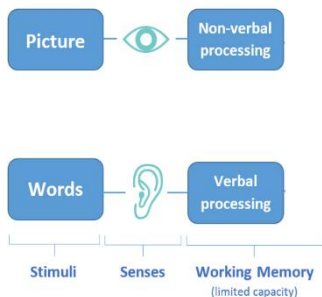 Picture
Non-verbal
processing
Words
Verbal
processing
Stimuli
Senses
Working Memory
(limited capacity)